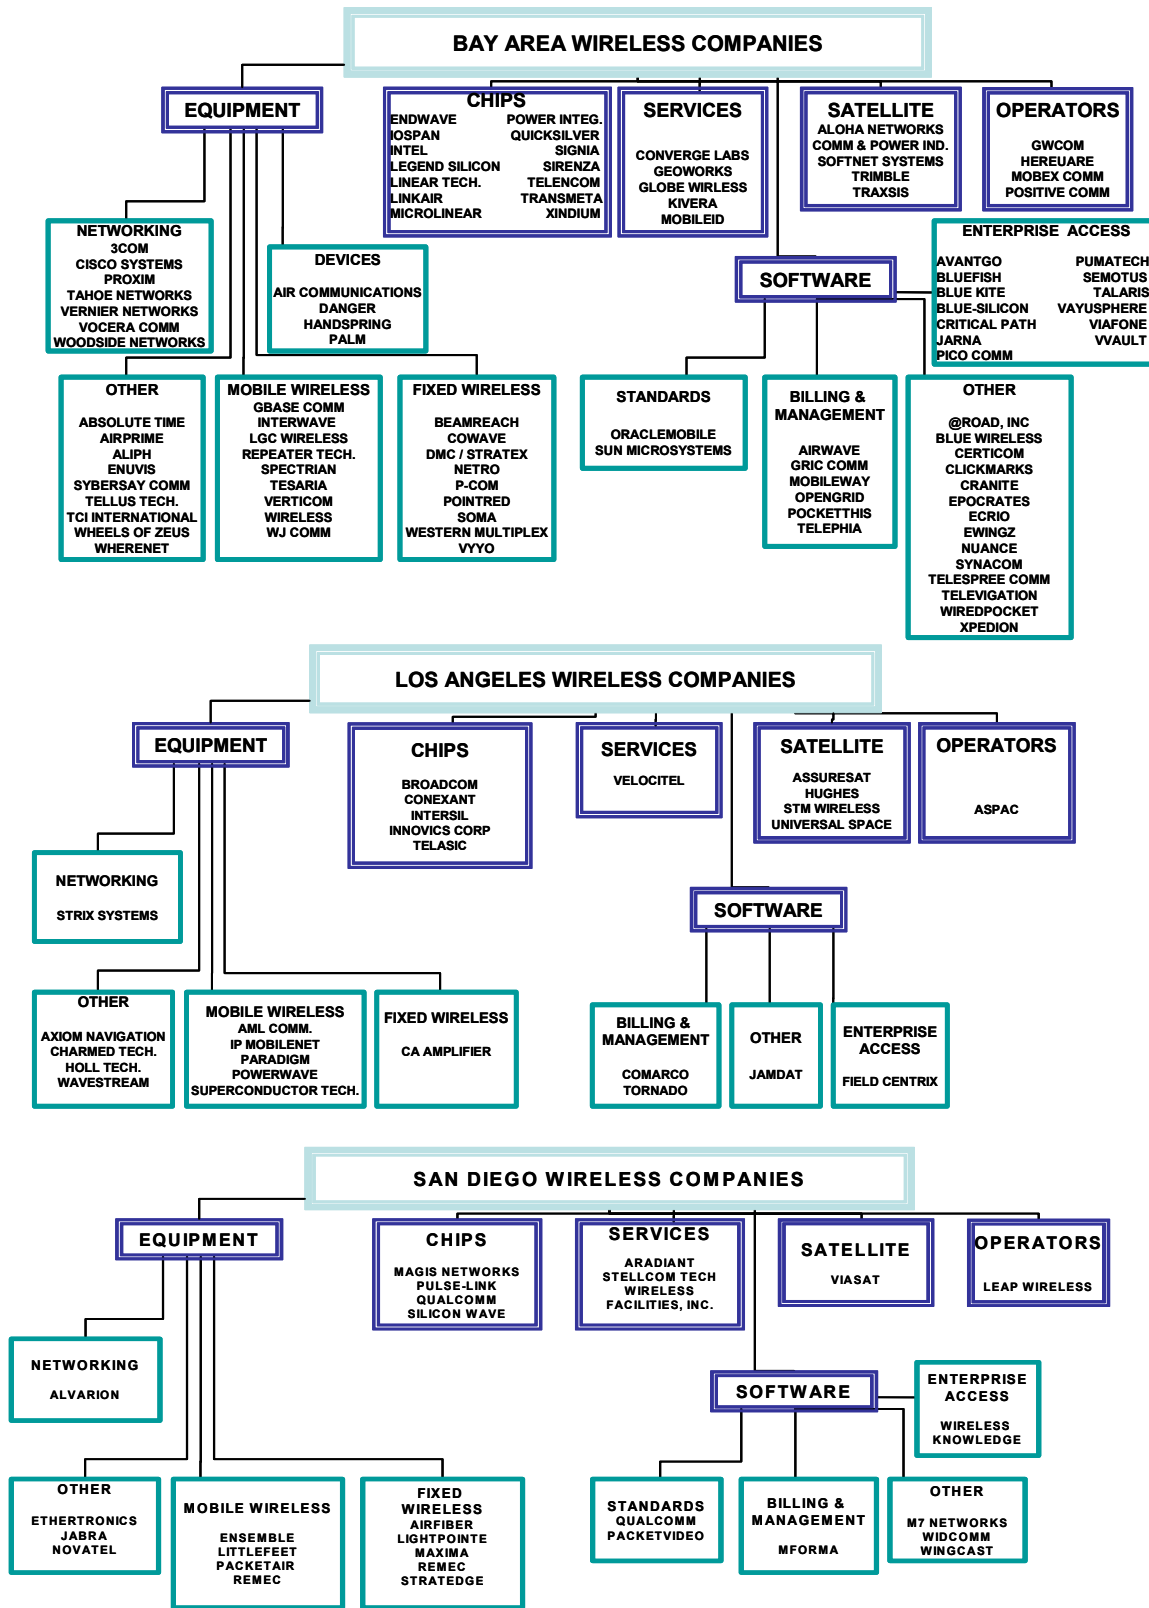 BAY AREA WIRELESS COMPANIES
EQUIPMENT
CHIPS
ENDWAVE POWER INTEG.
IOSPAN QUICKSILVER
INTEL SIGNIA
LEGEND SILICON SIRENZA
LINEAR TECH. TELENCOM
LINKAIR TRANSMETA
MICROLINEAR XINDIUM
SERVICES
CONVERGE LABS
GEOWORKS
GLOBE WIRLESS
KIVERA
MOBILEID
SATELLITE
ALOHA NETWORKS
COMM & POWER IND.
SOFTNET SYSTEMS
TRIMBLE
TRAXSIS
OPERATORS
GWCOM
HEREUARE
MOBEX COMM
POSITIVE COMM
NETWORKING
3COM
CISCO SYSTEMS
PROXIM
TAHOE NETWORKS
VERNIER NETWORKS
VOCERA COMM
WOODSIDE NETWORKS
DEVICES
AIR COMMUNICATIONS
DANGER
HANDSPRING
PALM
SOFTWARE
ENTERPRISE ACCESS
AVANTGO PUMATECH
BLUEFISH SEMOTUS
BLUE KITE TALARIS
BLUE-SILICON VAYUSPHERE
CRITICAL PATH VIAFONE
JARNA VVAULT
PICO COMM
OTHER
ABSOLUTE TIME
AIRPRIME
ALIPH
ENUVIS
SYBERSAY COMM
TELLUS TECH.
TCI INTERNATIONAL
WHEELS OF ZEUS
WHERENET
MOBILE WIRELESS
GBASE COMM
INTERWAVE
LGC WIRELESS
REPEATER TECH.
SPECTRIAN
TESARIA
VERTICOM
WIRELESS
WJ COMM
FIXED WIRELESS
BEAMREACH
COWAVE
DMC / STRATEX
NETRO
P-COM
POINTRED
SOMA
WESTERN MULTIPLEX
VYYO
STANDARDS
ORACLEMOBILE
SUN MICROSYSTEMS
BILLING &
MANAGEMENT
AIRWAVE
GRIC COMM
MOBILEWAY
OPENGRID
POCKETTHIS
TELEPHIA
OTHER
@ROAD, INC
BLUE WIRELESS
CERTICOM
CLICKMARKS
CRANITE
EPOCRATES
ECRIO
EWINGZ
NUANCE
SYNACOM
TELESPREE COMM
TELEVIGATION
WIREDPOCKET
XPEDION
LOS ANGELES WIRELESS COMPANIES
EQUIPMENT
CHIPS
BROADCOM
CONEXANT
INTERSIL
INNOVICS CORP
TELASIC
SERVICES
VELOCITEL
SATELLITE
ASSURESAT
HUGHES
STM WIRELESS
UNIVERSAL SPACE
OPERATORS
ASPAC
NETWORKING
STRIX SYSTEMS
SOFTWARE
OTHER
AXIOM NAVIGATION
CHARMED TECH.
HOLL TECH.
WAVESTREAM
MOBILE WIRELESS
AML COMM.
IP MOBILENET
PARADIGM
POWERWAVE
SUPERCONDUCTOR TECH.
FIXED WIRELESS
CA AMPLIFIER
BILLING &
MANAGEMENT
COMARCO
TORNADO
OTHER
JAMDAT
ENTERPRISE
ACCESS
FIELD CENTRIX
SAN DIEGO WIRELESS COMPANIES
EQUIPMENT
CHIPS
MAGIS NETWORKS
PULSE-LINK
QUALCOMM
SILICON WAVE
SERVICES
ARADIANT
STELLCOM TECH
WIRELESS
FACILITIES, INC.
SATELLITE
VIASAT
OPERATORS
LEAP WIRELESS
NETWORKING
ALVARION
SOFTWARE
ENTERPRISE
ACCESS
WIRELESS
KNOWLEDGE
OTHER
ETHERTRONICS
JABRA
NOVATEL
MOBILE WIRELESS
ENSEMBLE
LITTLEFEET
PACKETAIR
REMEC
FIXED
WIRELESS
AIRFIBER
LIGHTPOINTE
MAXIMA
REMEC
STRATEDGE
STANDARDS
QUALCOMM
PACKETVIDEO
BILLING &
MANAGEMENT
MFORMA
OTHER
M7 NETWORKS
WIDCOMM
WINGCAST